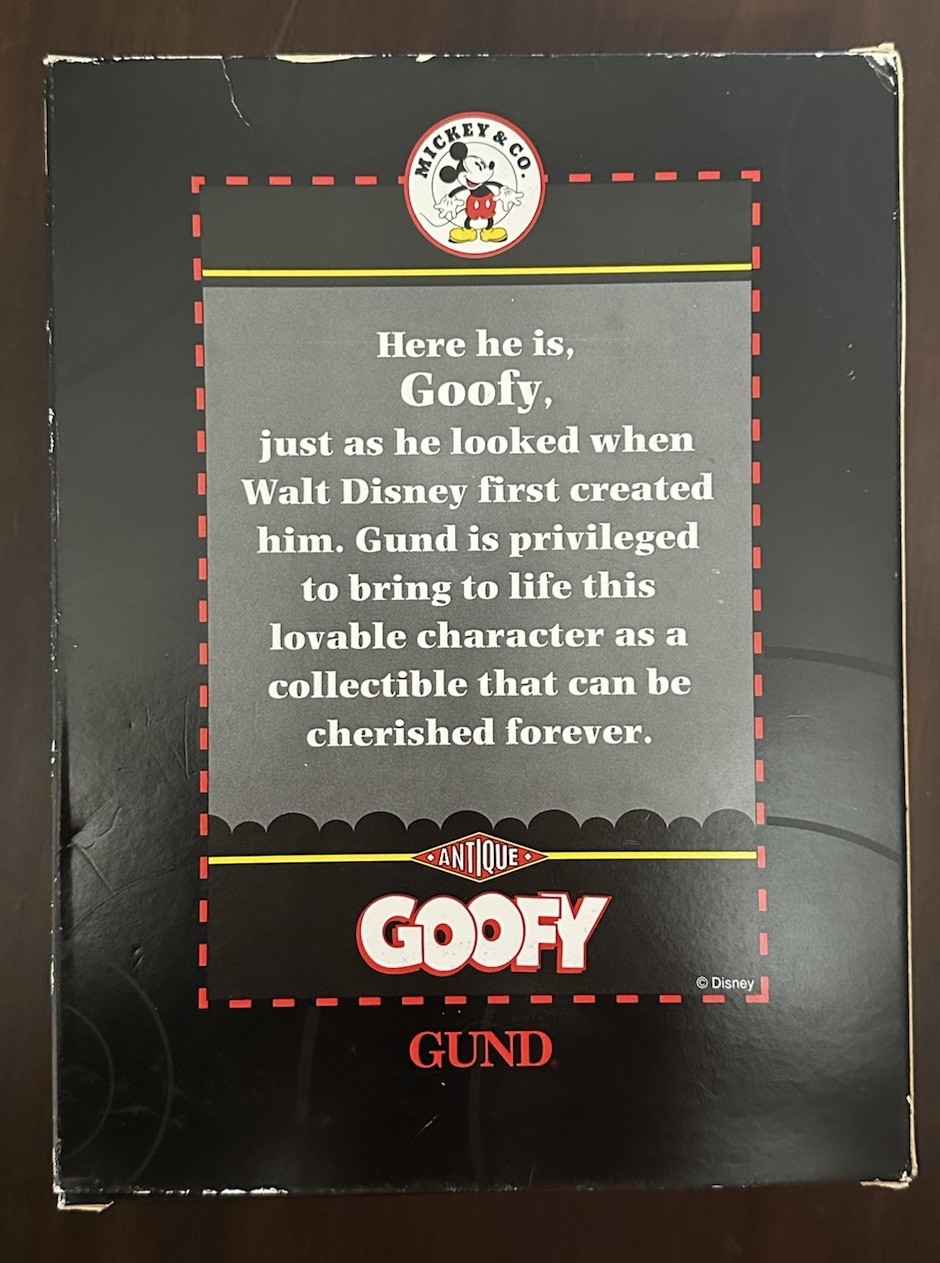 MICKEY & CO.
Here he is,
Goofy,
just as he looked when
Walt Disney first created
him. Gund is privileged
to bring to life this
lovable character as a
collectible that can be
cherished forever.
ANTIQUE
GOOFY
© Disney
GUND